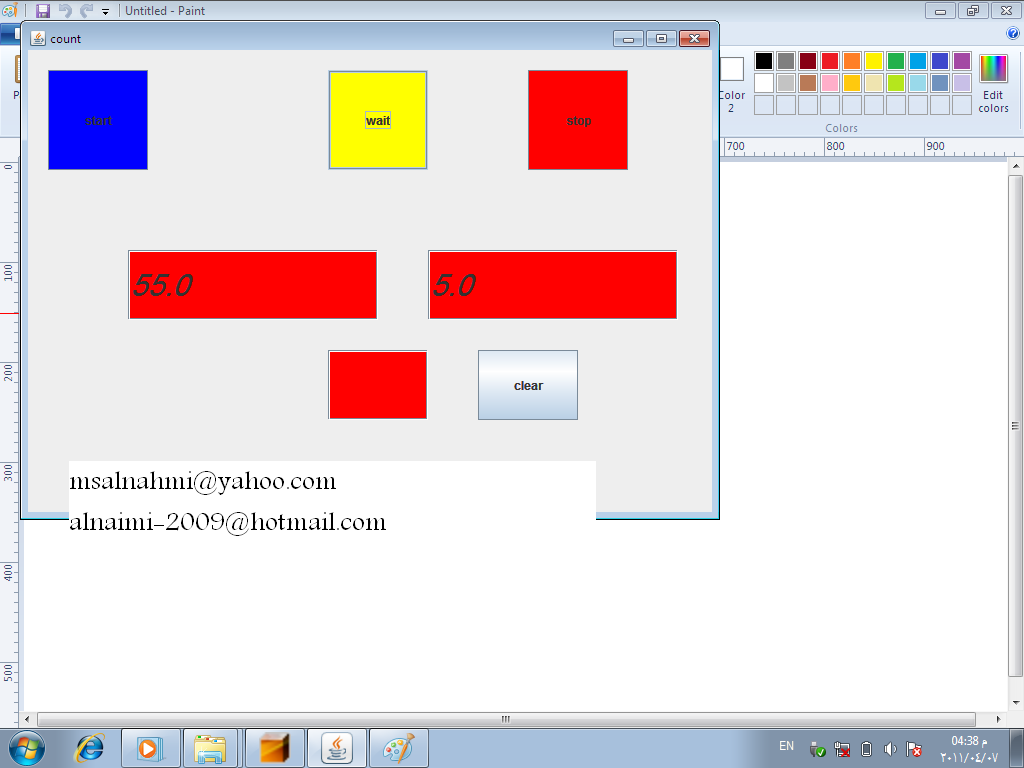 Untitled - Paint
count
start
wait
stop
Color
2
Edit
colors
Colors
700
800
900
0
100
200
300
400
500
55.0
5.0
clear
msalnahmi@yahoo.com
alnaimi-2009@hotmail.com
EN
04:38 م
٢٠١١/٠٤/٠٧